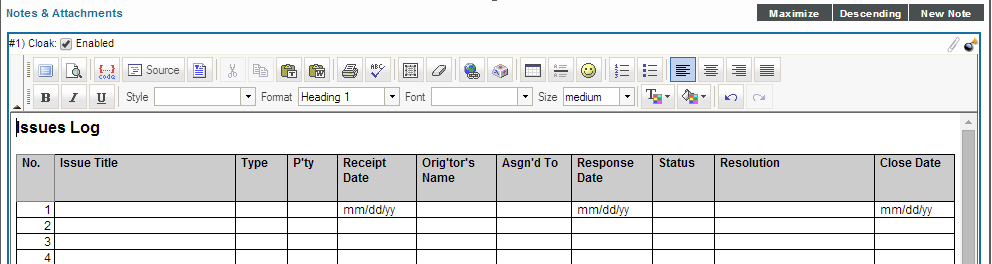 Notes & Attachments Maximize Descending New Note
#1) Cloak: Enabled
{...} code Source ABC
B I U Style Format Heading 1 Font Size medium T
Issues Log
No. Issue Title Type P'ty Receipt Orig'tor's Asgn'd To Response Status Resolution Close Date
Date Name Date
1 mm/dd/yy mm/dd/yy mm/dd/yy
2
3
4